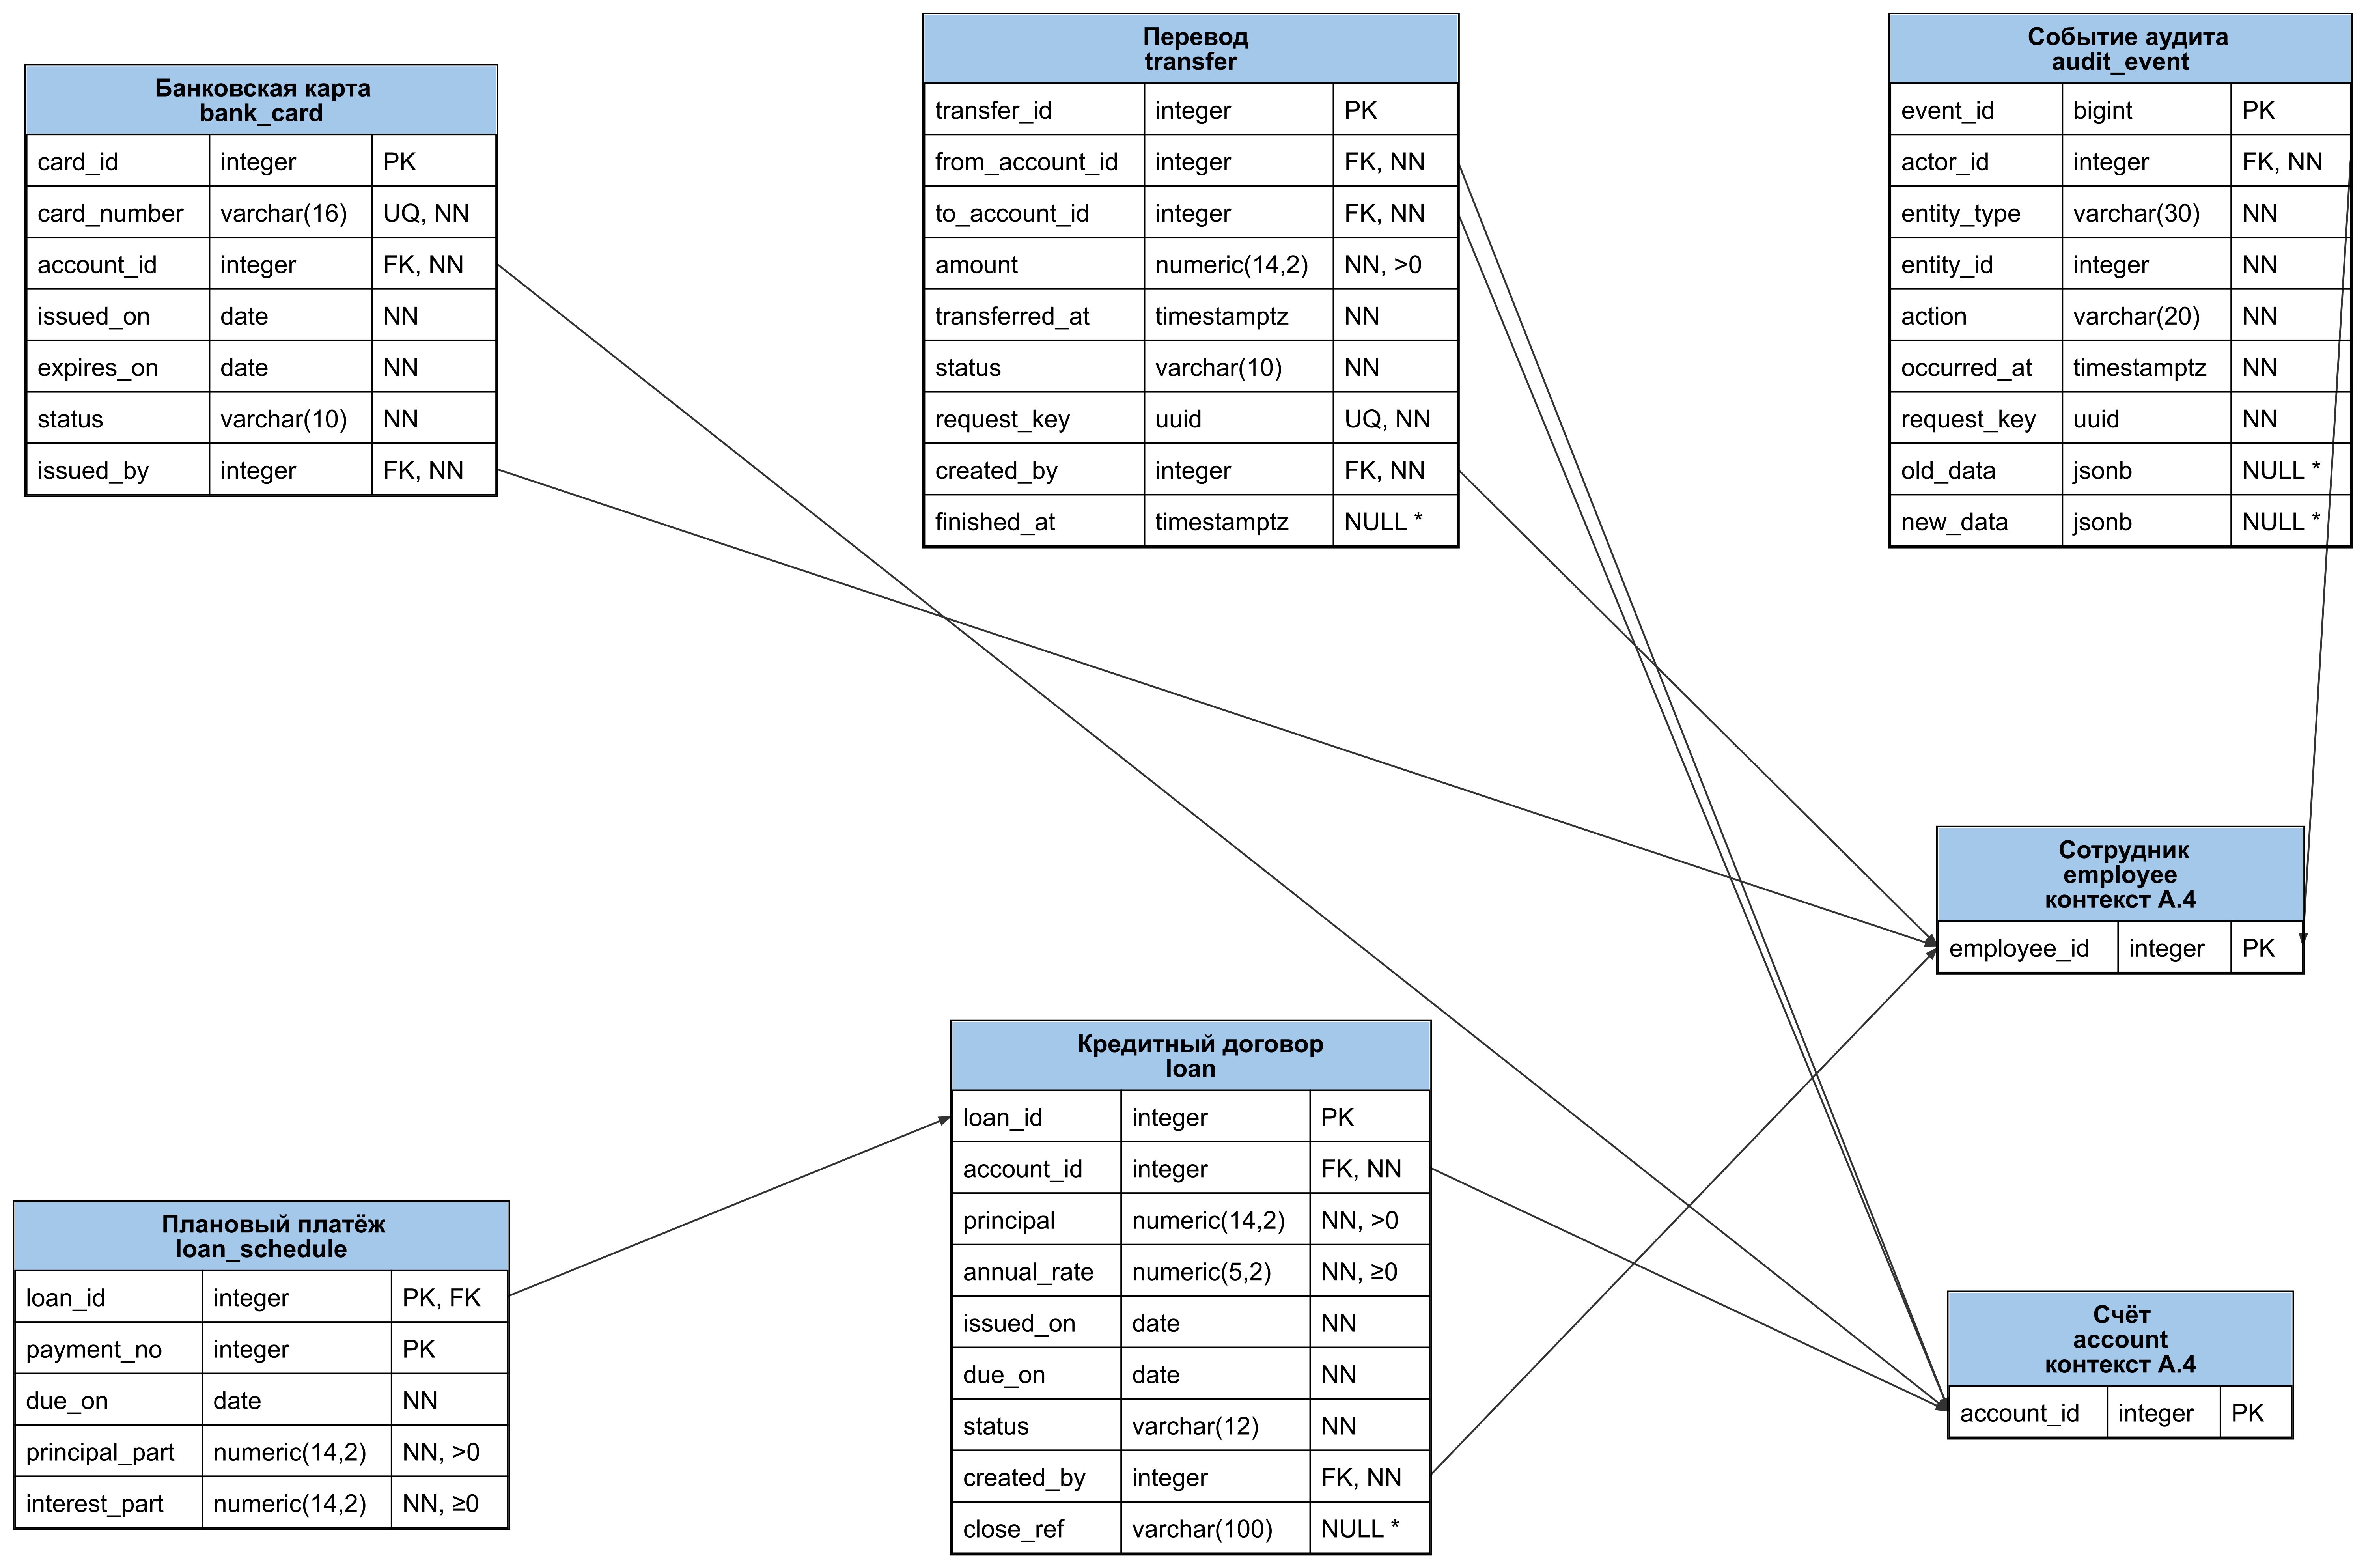 Банковская карта
bank_card
card_id integer PK
card_number varchar(16) UQ, NN
account_id integer FK, NN
issued_on date NN
expires_on date NN
status varchar(10) NN
issued_by integer FK, NN
Перевод
transfer
transfer_id integer PK
from_account_id integer FK, NN
to_account_id integer FK, NN
amount numeric(14,2) NN, >0
transferred_at timestamptz NN
status varchar(10) NN
request_key uuid UQ, NN
created_by integer FK, NN
finished_at timestamptz NULL *
Событие аудита
audit_event
event_id bigint PK
actor_id integer FK, NN
entity_type varchar(30) NN
entity_id integer NN
action varchar(20) NN
occurred_at timestamptz NN
request_key uuid NN
old_data jsonb NULL *
new_data jsonb NULL *
Сотрудник
employee
контекст А.4
employee_id integer PK
Плановый платёж
loan_schedule
loan_id integer PK, FK
payment_no integer PK
due_on date NN
principal_part numeric(14,2) NN, >0
interest_part numeric(14,2) NN, ≥0
Кредитный договор
loan
loan_id integer PK
account_id integer FK, NN
principal numeric(14,2) NN, >0
annual_rate numeric(5,2) NN, ≥0
issued_on date NN
due_on date NN
status varchar(12) NN
created_by integer FK, NN
close_ref varchar(100) NULL *
Счёт
account
контекст А.4
account_id integer PK